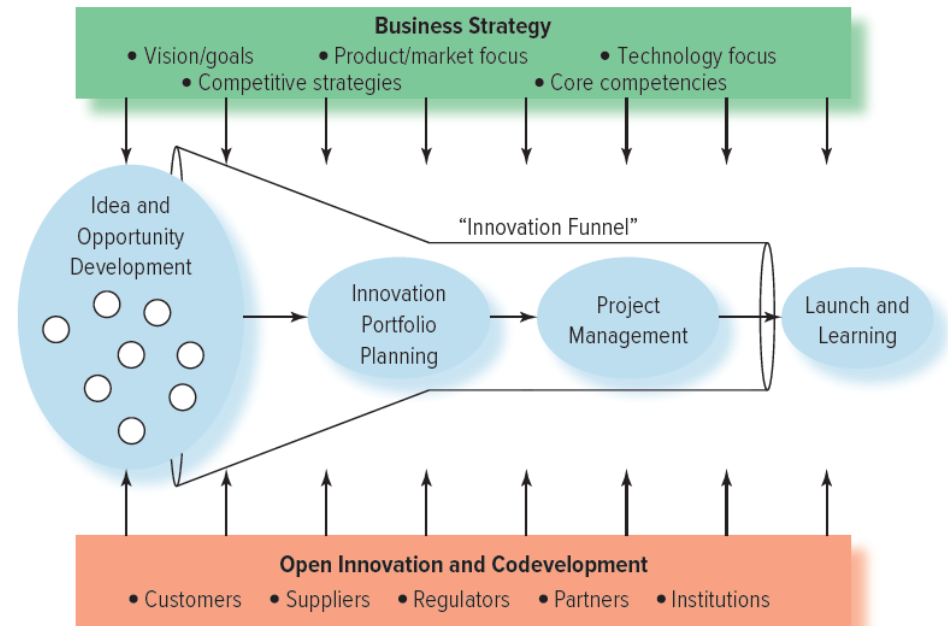 Business Strategy
• Vision/goals • Product/market focus • Technology focus
• Competitive strategies • Core competencies
Idea and
Opportunity
Development
“Innovation Funnel”
Innovation
Portfolio
Planning
Project
Management
Launch and
Learning
Open Innovation and Codevelopment
• Customers • Suppliers • Regulators • Partners • Institutions